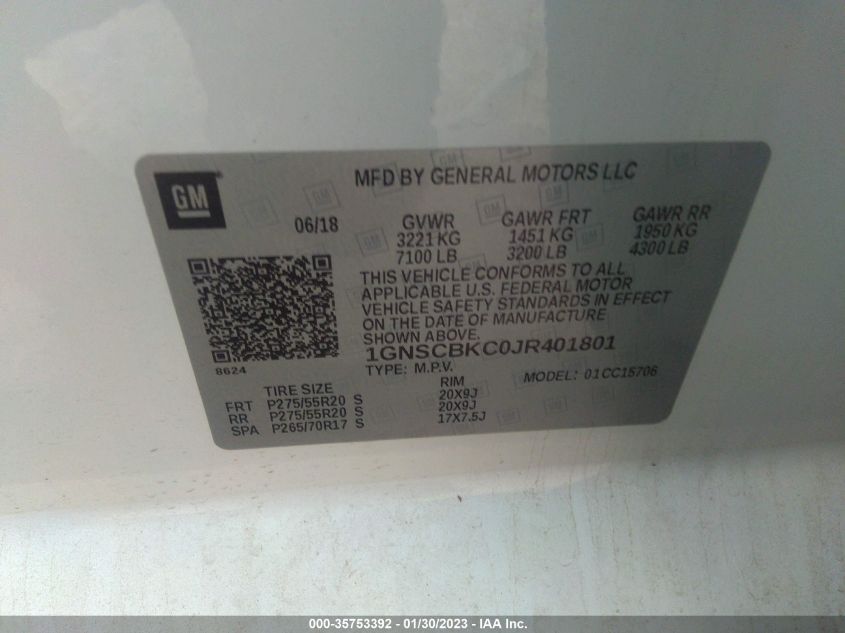 GM
MFD BY GENERAL MOTORS LLC
06/18
GVWR
3221 KG
7100 LB
GAWR FRT
1451 KG
3200 LB
GAWR RR
1950 KG
4300 LB
THIS VEHICLE CONFORMS TO ALL
APPLICABLE U.S. FEDERAL MOTOR
VEHICLE SAFETY STANDARDS IN EFFECT
ON THE DATE OF MANUFACTURE
SHOWN ABOVE.
8624
1GNSCBKC0JR401801
TYPE: M.P.V.
MODEL: 01CC15706
TIRE SIZE RIM
FRT P275/55R20 S 20X9J
RR P275/55R20 S 20X9J
SPA P265/70R17 S 17X7.5J
000-35753392 - 01/30/2023 - IAA Inc.